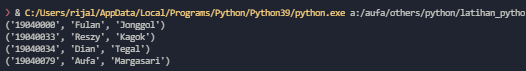 > & C:/Users/rijal/AppData/Local/Programs/Python/Python39/python.exe a:/aufa/others/python/latihan_pytho
('19040000', 'Fulan', 'Jonggol')
('19040033', 'Reszy', 'Kagok')
('19040034', 'Dian', 'Tegal')
('19040079', 'Aufa', 'Margasari')